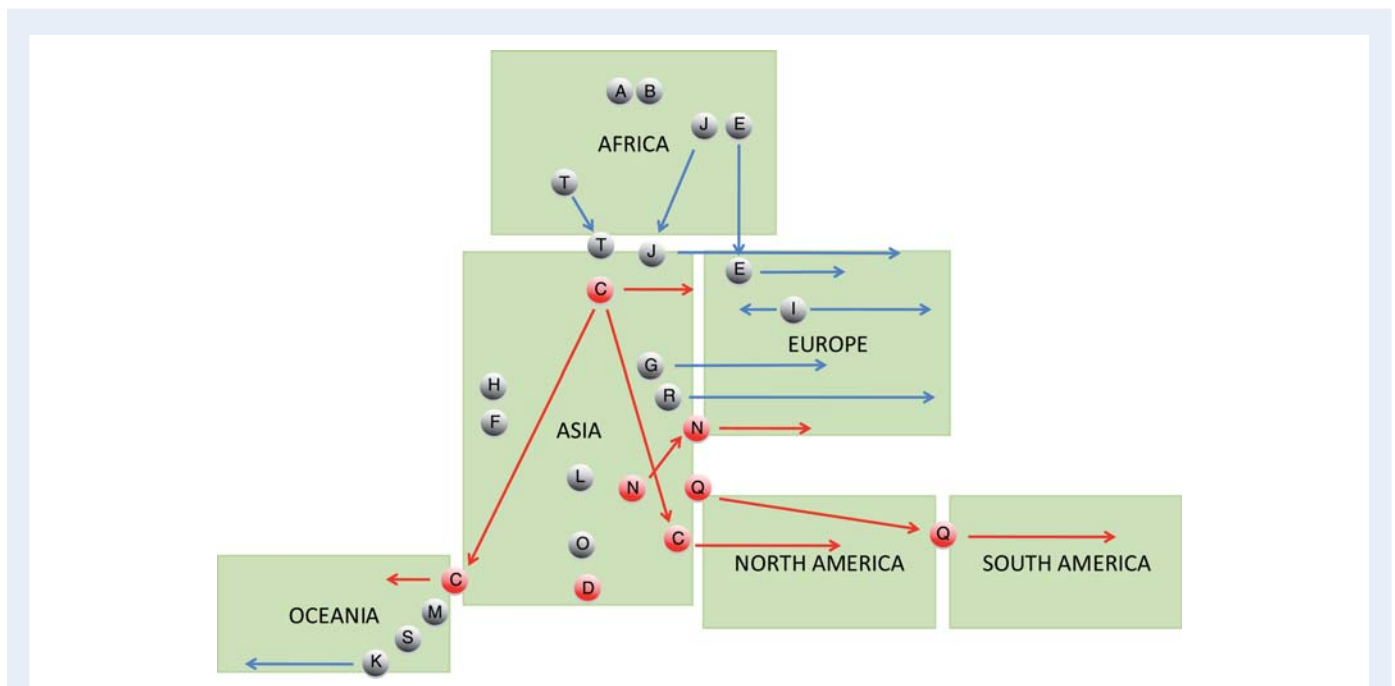 A B
J E
AFRICA
T
T J
E
C
I
EUROPE
G
H
R
F
ASIA N
L
N Q
Q
C
O
NORTH AMERICA SOUTH AMERICA
C D
M
OCEANIA
S
K